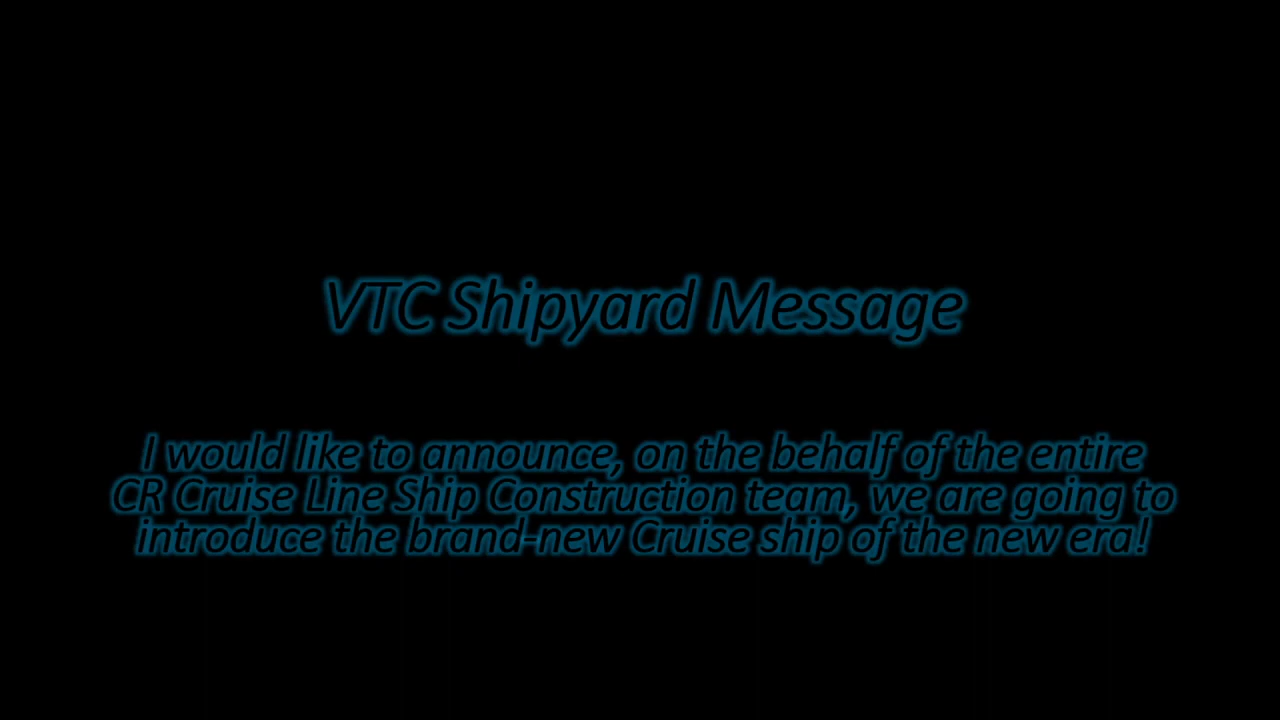 VTC Shipyard Message
I would like to announce, on the behalf of the entire
CR Cruise Line Ship Construction team, we are going to
introduce the brand-new Cruise ship of the new era!